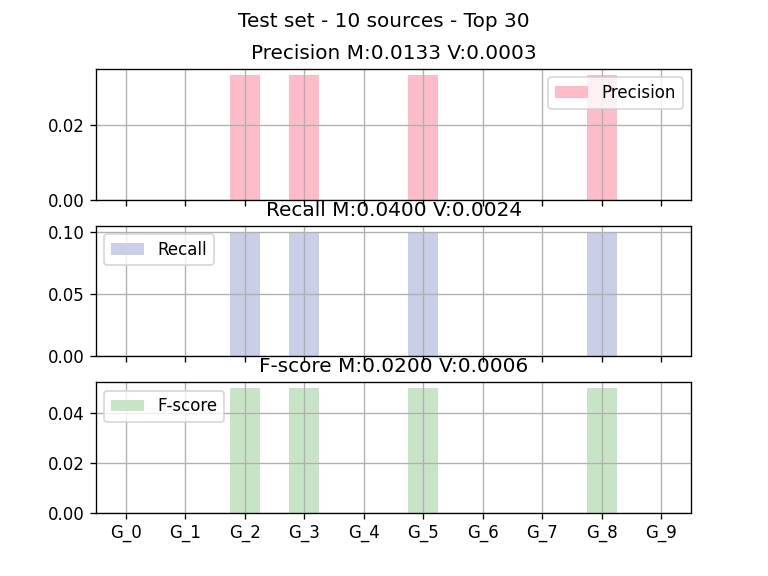 Test set - 10 sources - Top 30
Precision M:0.0133 V:0.0003
Precision
0.02
0.00
Recall M:0.0400 V:0.0024
0.10
Recall
0.05
0.00
F-score M:0.0200 V:0.0006
F-score
0.04
0.02
0.00
G_0 G_1 G_2 G_3 G_4 G_5 G_6 G_7 G_8 G_9